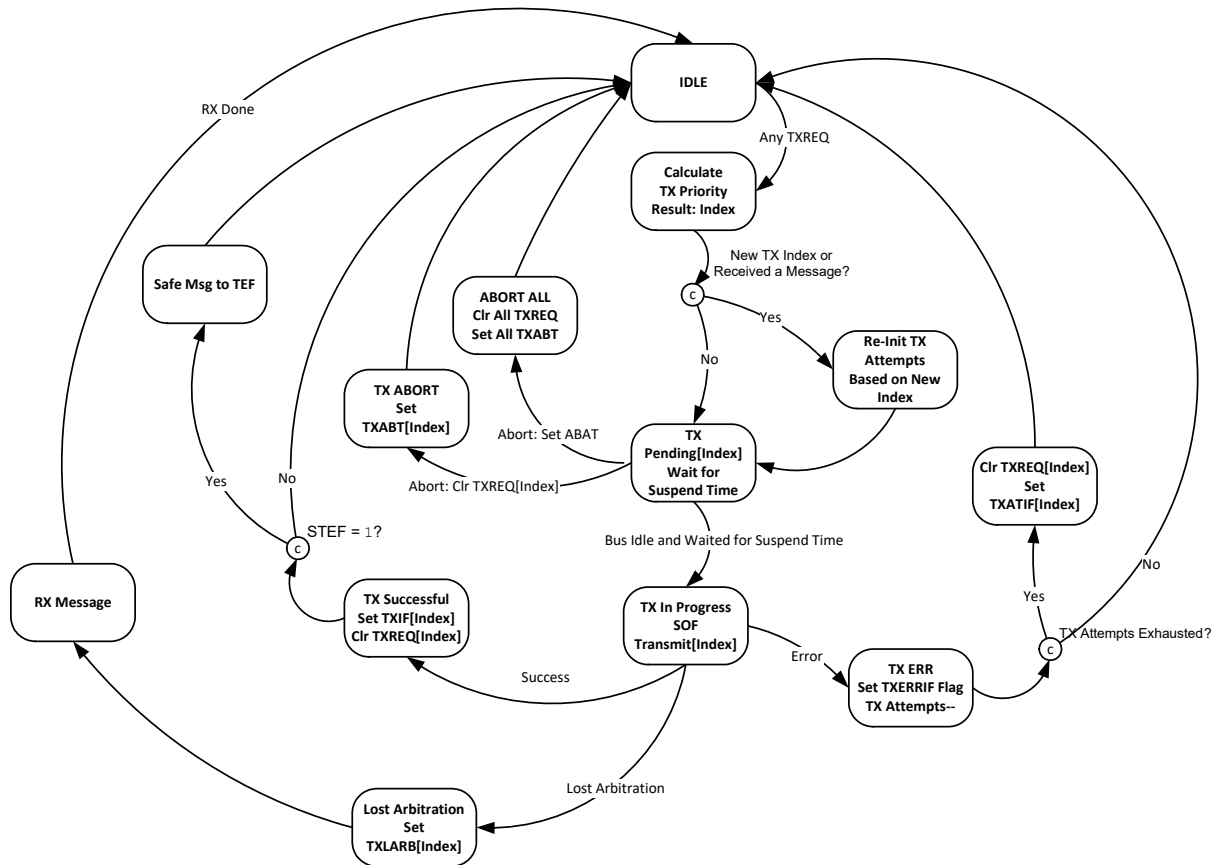 IDLE
RX Done
Any TXREQ
Calculate
TX Priority
Result: Index
New TX Index or
Received a Message?
Safe Msg to TEF
ABORT ALL
Clr All TXREQ
Set All TXABT
c
Yes
No
Re-Init TX
Attempts
Based on New
Index
TX ABORT
Set
TXABT[Index]
Abort: Set ABAT
TX
Pending[Index]
Wait for
Suspend Time
Abort: Clr TXREQ[Index]
Clr TXREQ[Index]
Set
TXATIF[Index]
Yes
No
STEF = 1?
c
Bus Idle and Waited for Suspend Time
No
RX Message
TX Successful
Set TXIF[Index]
Clr TXREQ[Index]
TX In Progress
SOF
Transmit[Index]
Yes
TX Attempts Exhausted?
c
Error
TX ERR
Set TXERRIF Flag
TX Attempts--
Success
Lost Arbitration
Lost Arbitration
Set
TXLARB[Index]